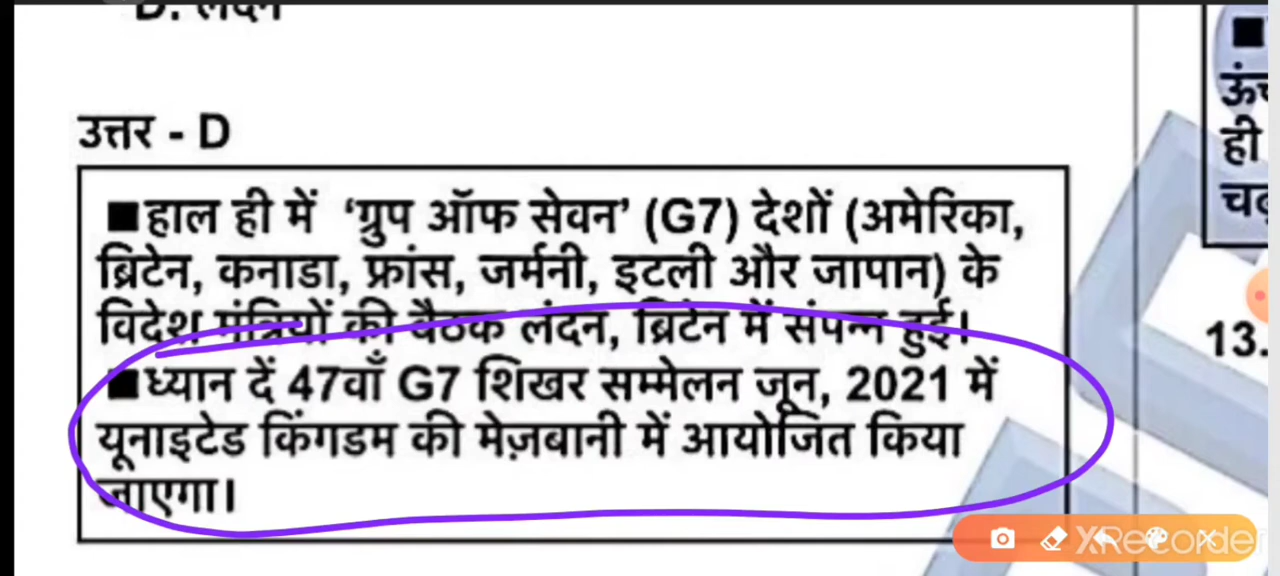 D. लंदन
उत्तर - D
■हाल ही में 'ग्रुप ऑफ सेवन' (G7) देशों (अमेरिका,
ब्रिटेन, कनाडा, फ्रांस, जर्मनी, इटली और जापान) के
विदेश मंत्रियों की बैठक लंदन, ब्रिटेन में संपन्न हुई।
■ध्यान दें 47वाँ G7 शिखर सम्मेलन जून, 2021 में
यूनाइटेड किंगडम की मेज़बानी में आयोजित किया
जाएगा।
ही
13.
XRecorder